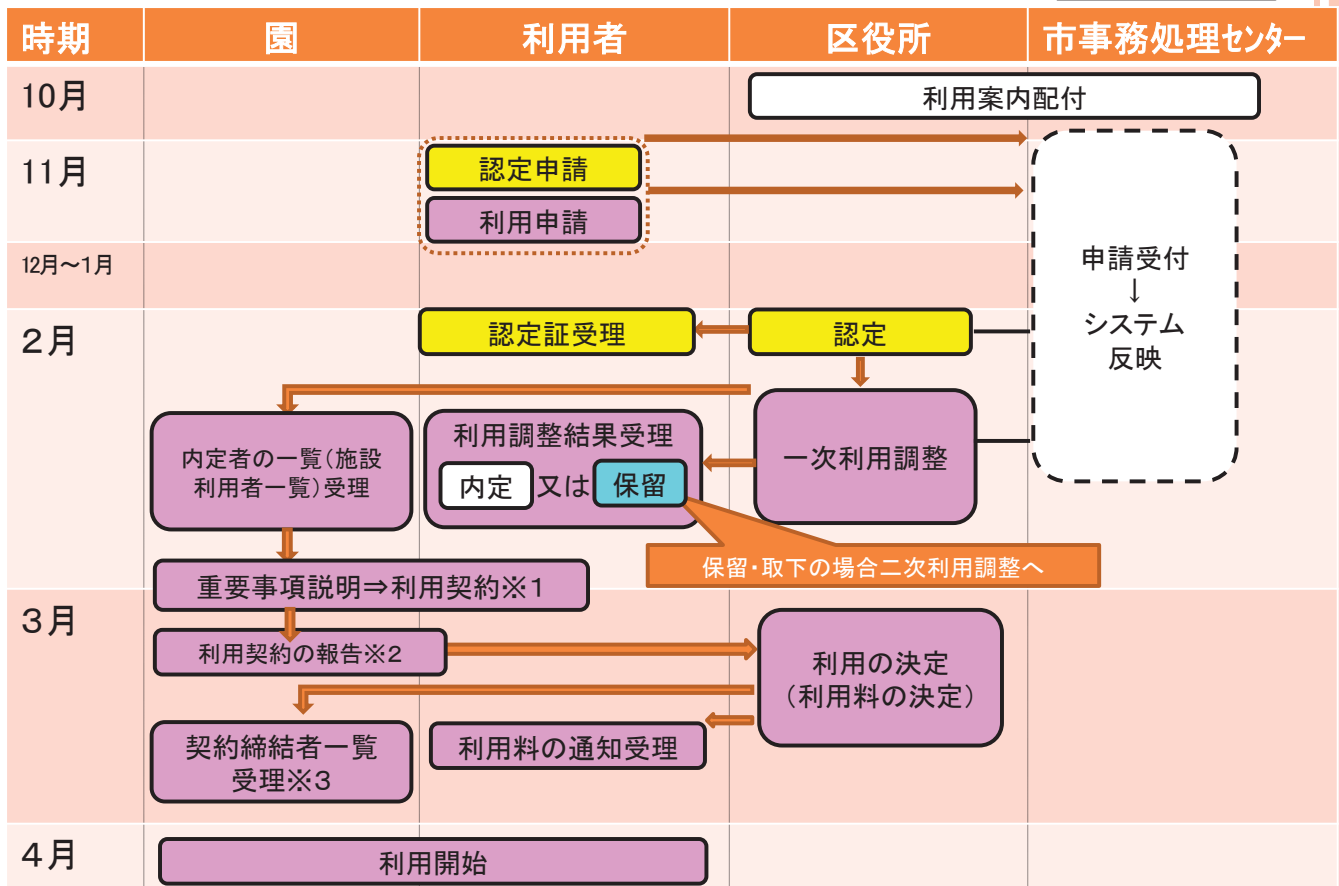 時期
園
利用者
区役所
市事務処理センター
10月
利用案内配付
11月
認定申請
利用申請
12月～1月
申請受付
↓
システム
反映
2月
認定証受理
認定
内定者の一覧(施設
利用者一覧)受理
利用調整結果受理
内定 又は 保留
一次利用調整
保留・取下の場合二次利用調整へ
重要事項説明⇒利用契約※1
3月
利用契約の報告※2
利用の決定
(利用料の決定)
契約締結者一覧
受理※3
利用料の通知受理
4月
利用開始